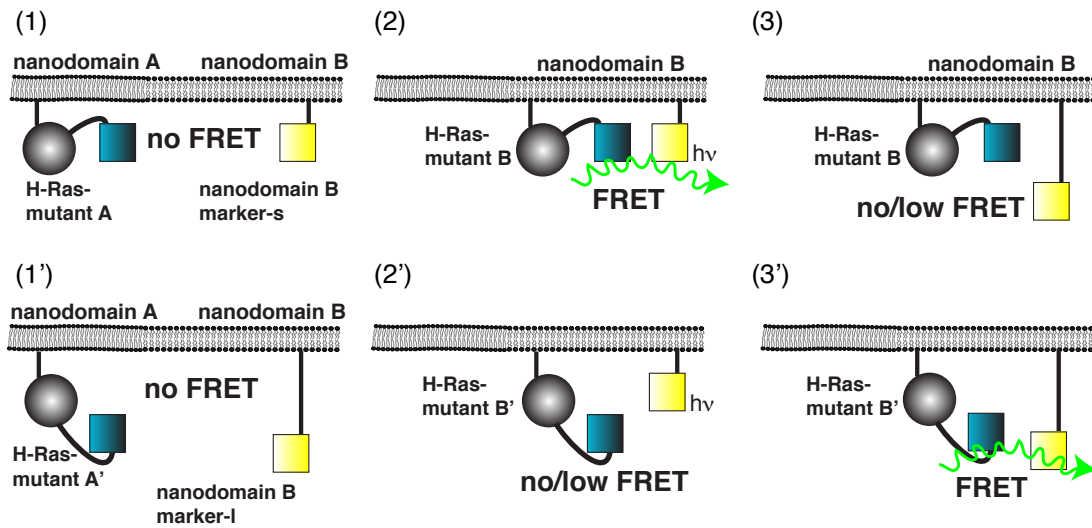 (1)
nanodomain A
nanodomain B
no FRET
H-Ras-
mutant A
nanodomain B
marker-s
(2)
nanodomain B
H-Ras-
mutant B
hν
FRET
(3)
nanodomain B
H-Ras-
mutant B
no/low FRET
(1')
nanodomain A
nanodomain B
no FRET
H-Ras-
mutant A'
nanodomain B
marker-l
(2')
H-Ras-
mutant B'
hν
no/low FRET
(3')
H-Ras-
mutant B'
FRET